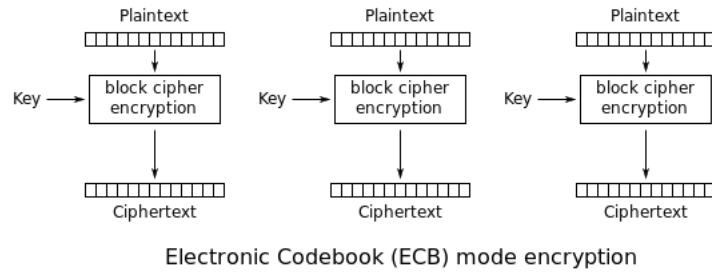 Plaintext Plaintext Plaintext
Key block cipher encryption Key block cipher encryption Key block cipher encryption
Ciphertext Ciphertext Ciphertext
Electronic Codebook (ECB) mode encryption